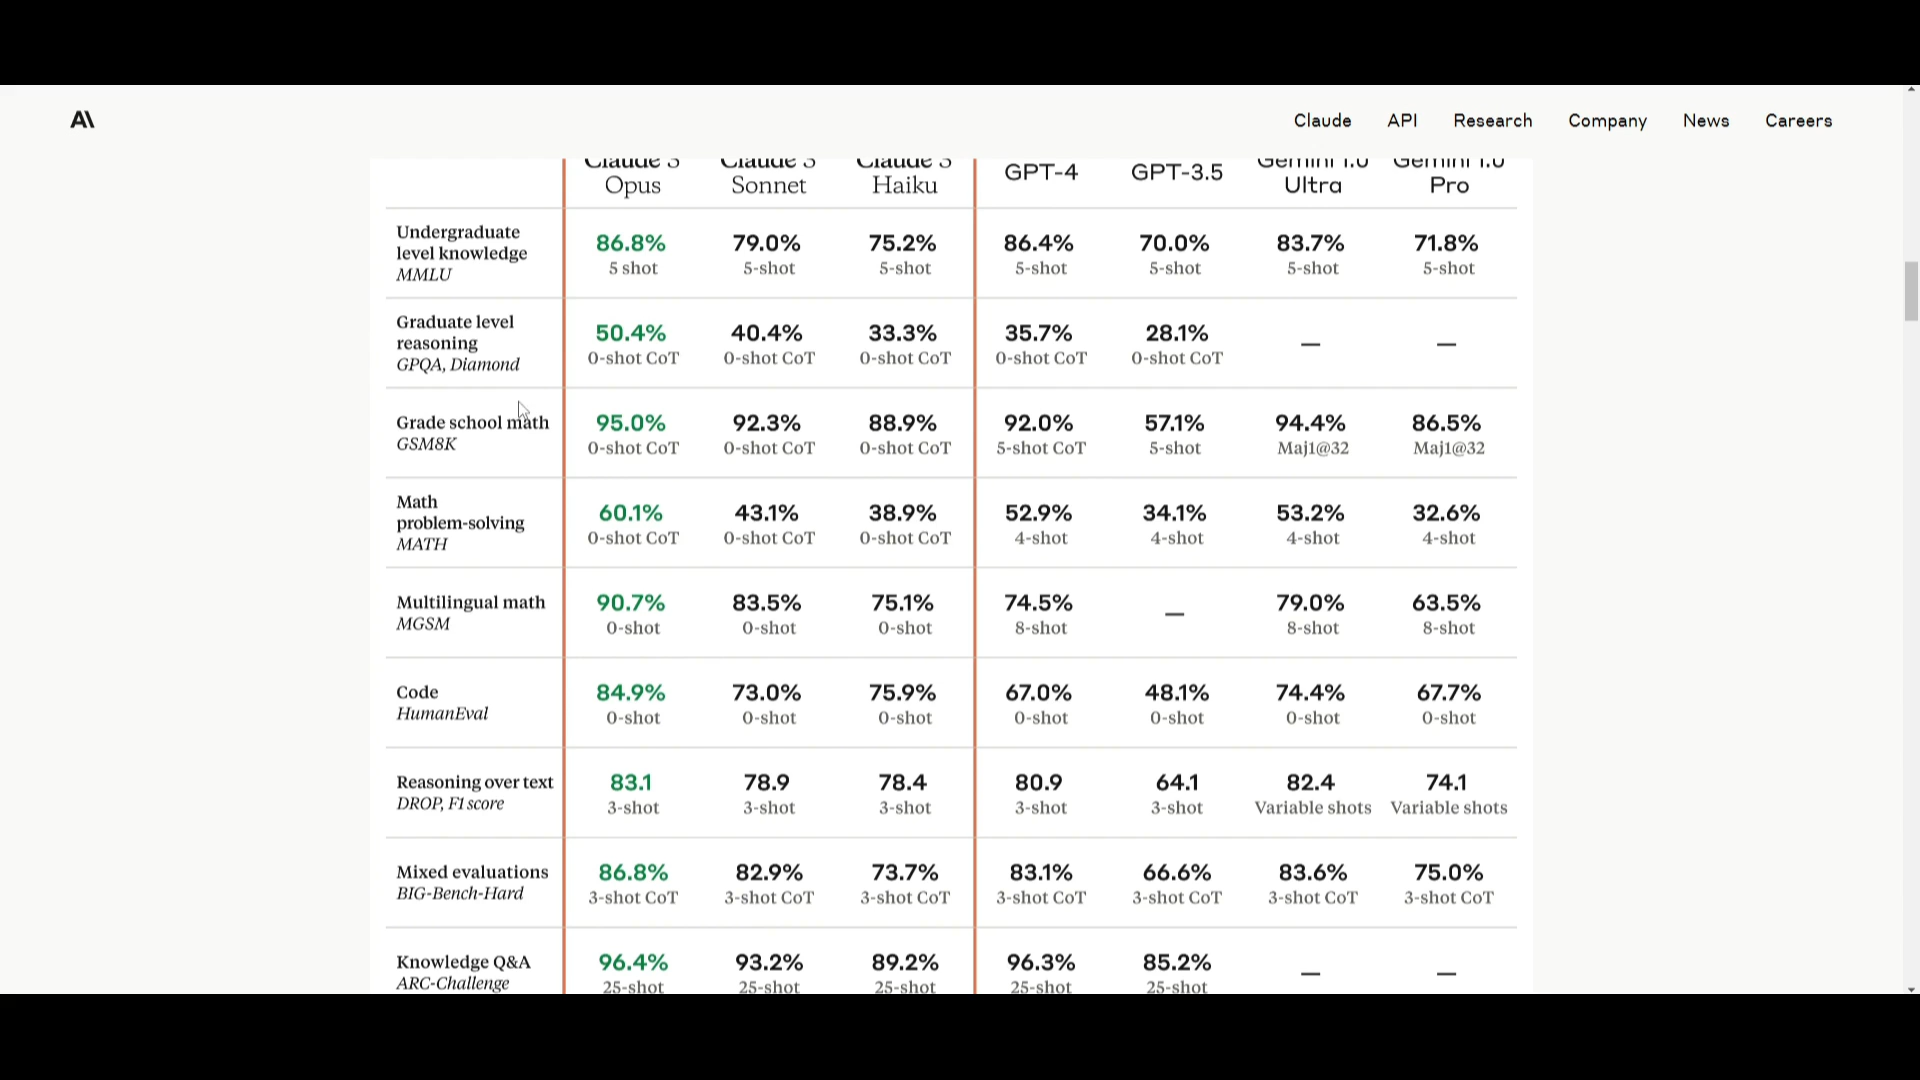 Claude API Research Company News Careers
Claude 3 Claude 3 Claude 3 Gemini 1.0 Gemini 1.0
Opus Sonnet Haiku GPT-4 GPT-3.5 Ultra Pro
Undergraduate
level knowledge
MMLU
86.8% 79.0% 75.2% 86.4% 70.0% 83.7% 71.8%
5 shot 5-shot 5-shot 5-shot 5-shot 5-shot 5-shot
Graduate level
reasoning
GPQA, Diamond
50.4% 40.4% 33.3% 35.7% 28.1% — —
0-shot CoT 0-shot CoT 0-shot CoT 0-shot CoT 0-shot CoT
Grade school math
GSM8K
95.0% 92.3% 88.9% 92.0% 57.1% 94.4% 86.5%
0-shot CoT 0-shot CoT 0-shot CoT 5-shot CoT 5-shot Maj1@32 Maj1@32
Math
problem-solving
MATH
60.1% 43.1% 38.9% 52.9% 34.1% 53.2% 32.6%
0-shot CoT 0-shot CoT 0-shot CoT 4-shot 4-shot 4-shot 4-shot
Multilingual math
MGSM
90.7% 83.5% 75.1% 74.5% — 79.0% 63.5%
0-shot 0-shot 0-shot 8-shot 8-shot 8-shot
Code
HumanEval
84.9% 73.0% 75.9% 67.0% 48.1% 74.4% 67.7%
0-shot 0-shot 0-shot 0-shot 0-shot 0-shot 0-shot
Reasoning over text
DROP, F1 score
83.1 78.9 78.4 80.9 64.1 82.4 74.1
3-shot 3-shot 3-shot 3-shot 3-shot Variable shots Variable shots
Mixed evaluations
BIG-Bench-Hard
86.8% 82.9% 73.7% 83.1% 66.6% 83.6% 75.0%
3-shot CoT 3-shot CoT 3-shot CoT 3-shot CoT 3-shot CoT 3-shot CoT 3-shot CoT
Knowledge Q&A
ARC-Challenge
96.4% 93.2% 89.2% 96.3% 85.2% — —
25-shot 25-shot 25-shot 25-shot 25-shot